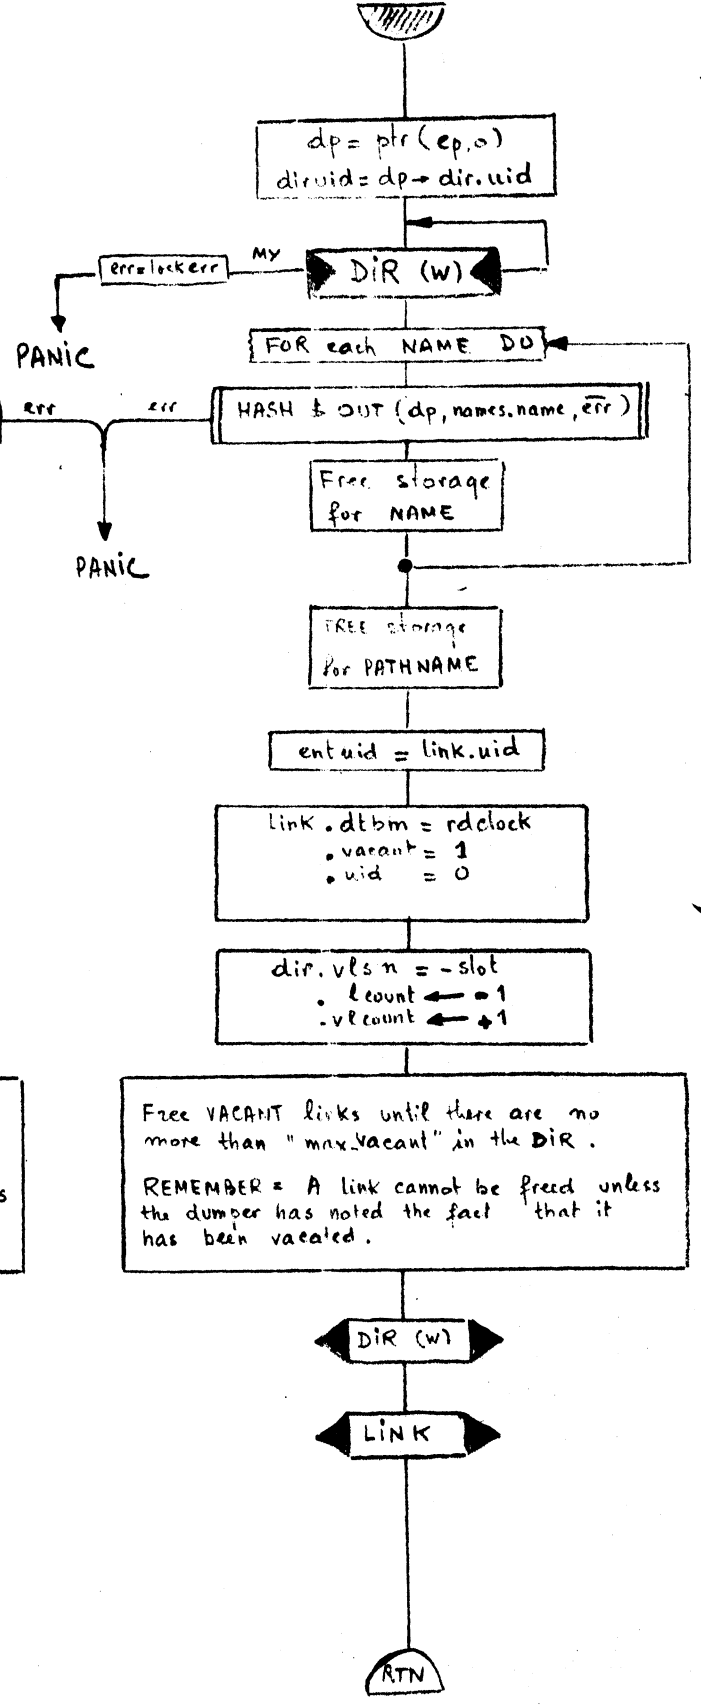 dp = ptr (ep, o)
diruid = dp → dir.uid
DiR (W)
MY
err=lockerr
PANiC
FOR each NAME DO
HASH $ OUT (dp, names.name, err)
err
err
PANiC
Free storage
for NAME
FREE storage
for PATHNAME
entuid = link.uid
link.dtbm = rdclock
.vacant = 1
.uid = 0
dir.vlsn = -slot
.lcount ← -1
.vlcount ← +1
Free VACANT links until there are no
more than "max_vacant" in the DiR.
REMEMBER = A link cannot be freed unless
the dumper has noted the fact that it
has been vacated.
s
DiR (W)
LiNK
RTN